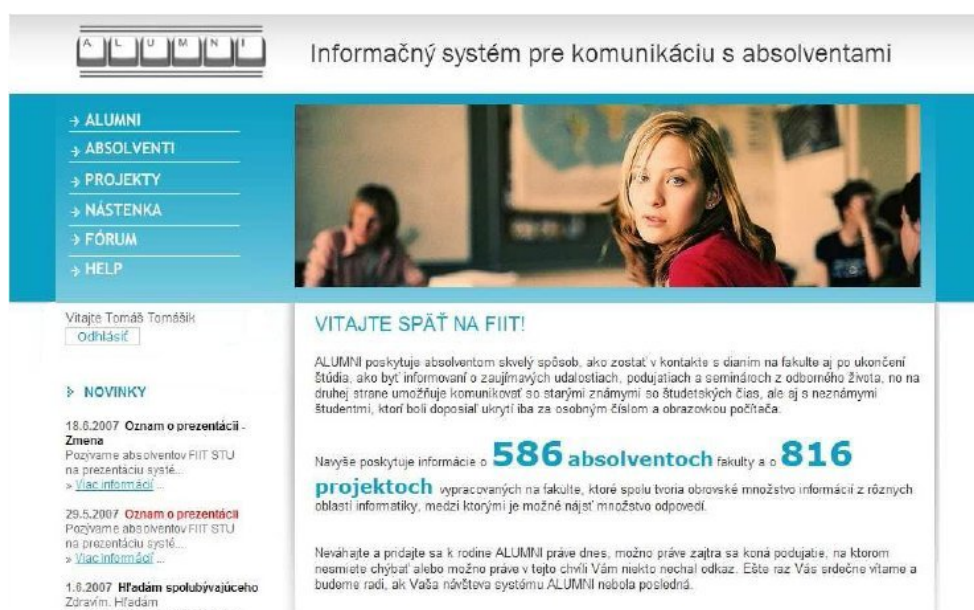 ALUMNI
Informačný systém pre komunikáciu s absolventami
ALUMNI
ABSOLVENTI
PROJEKTY
NÁSTENKA
FÓRUM
HELP
Vitajte Tomáš Tomášik
Odhlásiť
NOVINKY
18.6.2007 Oznam o prezentácii -
Zmena
Pozývame absolventov FIIT STU
na prezentáciu systé...
» Viac informácií ...
29.5.2007 Oznam o prezentácii
Pozývame absolventov FIIT STU
na prezentáciu systé...
» Viac informácií ...
1.6.2007 Hľadám spolubývajúceho
Zdravím. Hľadám
VITAJTE SPÄŤ NA FIIT!
ALUMNI poskytuje absolventom skvelý spôsob, ako zostať v kontakte s dianím na fakulte aj po ukončení
štúdia, ako byť informovaní o zaujímavých udalostiach, podujatiach a seminároch z odborného života, no na
druhej strane umožňuje komunikovať so starými známymi so študetských čias, ale aj s neznámymi
študentmi, ktorí boli doposiaľ ukrytí iba za osobným číslom a obrazovkou počítača.
Navyše poskytuje informácie o 586 absolventoch fakulty a o 816
projektoch vypracovaných na fakulte, ktoré spolu tvoria obrovské množstvo informácií z rôznych
oblastí informatiky, medzi ktorými je možné nájsť množstvo odpovedí.
Neváhajte a pridajte sa k rodine ALUMNI práve dnes, možno práve zajtra sa koná podujatie, na ktorom
nesmiete chýbať alebo možno práve v tejto chvíli Vám niekto nechal odkaz. Ešte raz Vás srdečne vítame a
budeme radi, ak Vaša návšteva systému ALUMNI nebola posledná.